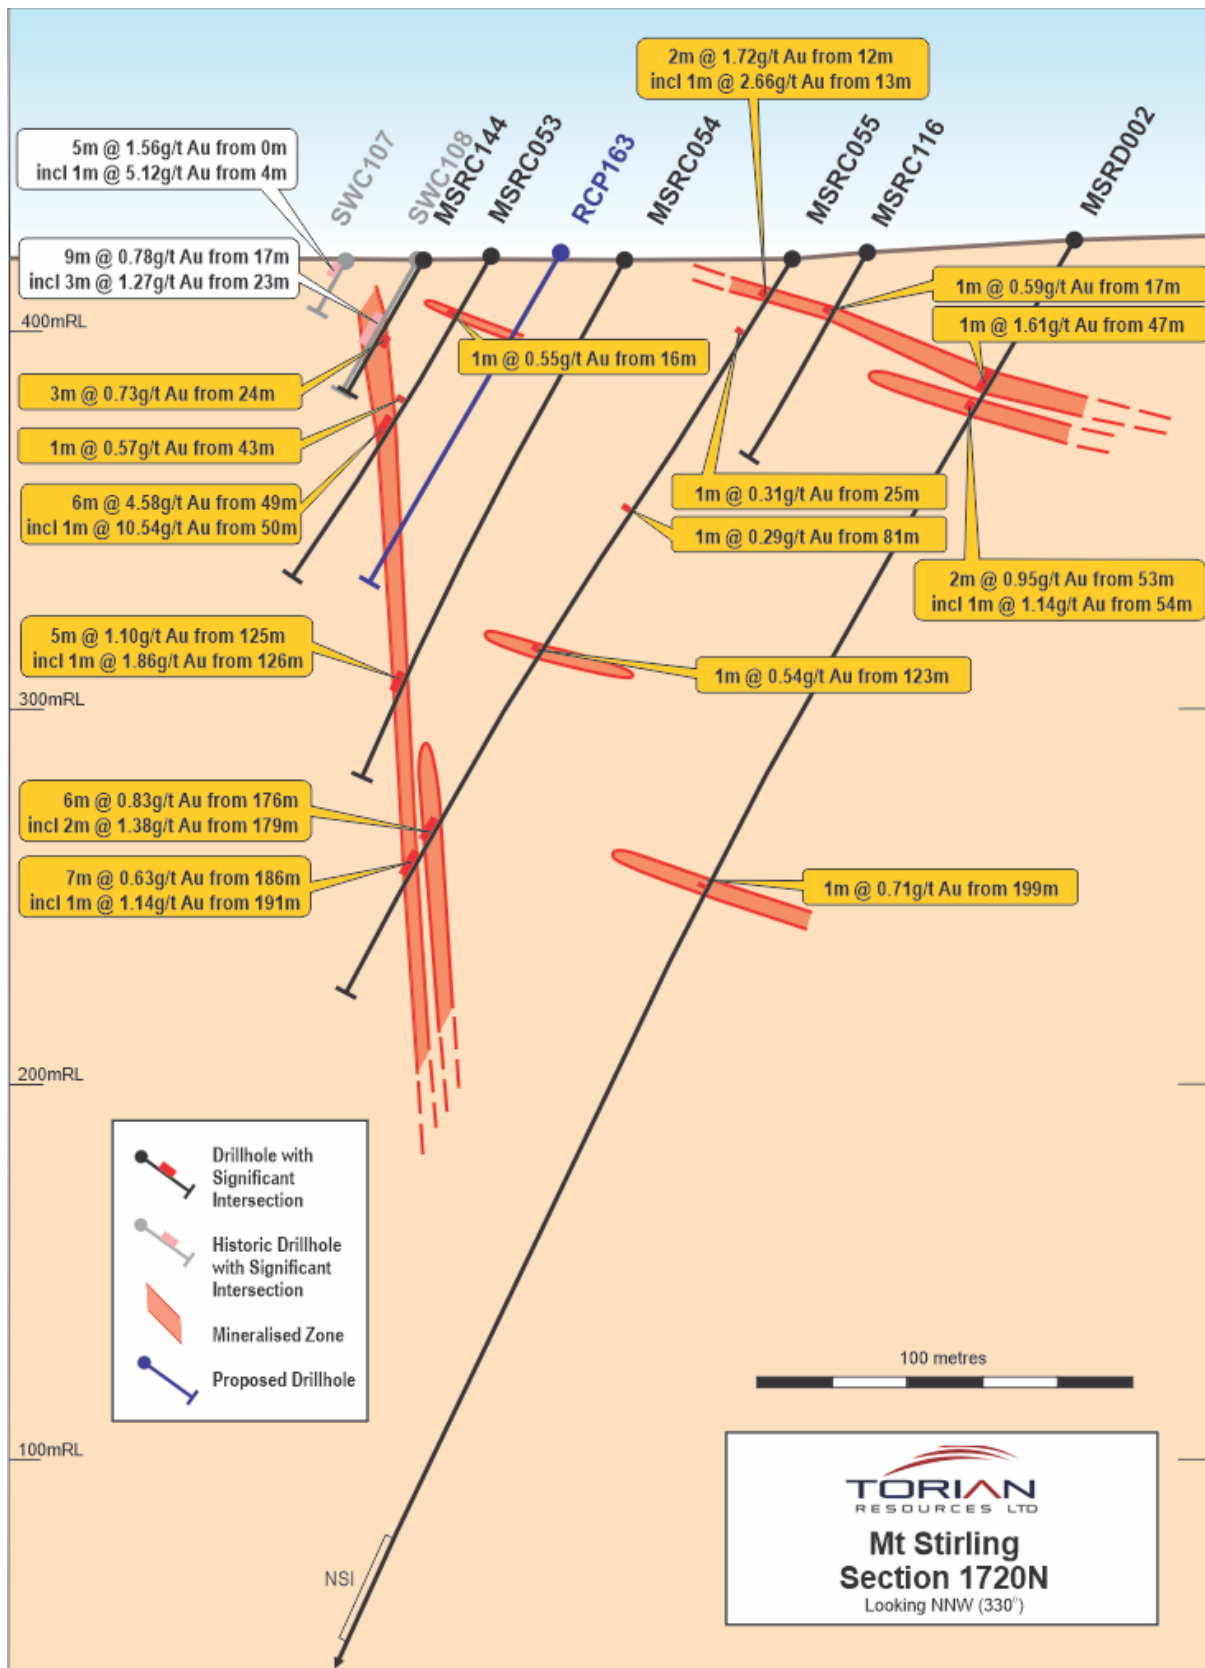 2m @ 1.72g/t Au from 12m
incl 1m @ 2.66g/t Au from 13m
5m @ 1.56g/t Au from 0m
incl 1m @ 5.12g/t Au from 4m
SWC107
SWC108
MSRC144
MSRC053
RCP163
MSRC054
MSRC055
MSRC116
MSRD002
9m @ 0.78g/t Au from 17m
incl 3m @ 1.27g/t Au from 23m
1m @ 0.59g/t Au from 17m
400mRL
1m @ 1.61g/t Au from 47m
1m @ 0.55g/t Au from 16m
3m @ 0.73g/t Au from 24m
1m @ 0.57g/t Au from 43m
6m @ 4.58g/t Au from 49m
incl 1m @ 10.54g/t Au from 50m
1m @ 0.31g/t Au from 25m
1m @ 0.29g/t Au from 81m
2m @ 0.95g/t Au from 53m
incl 1m @ 1.14g/t Au from 54m
5m @ 1.10g/t Au from 125m
incl 1m @ 1.86g/t Au from 126m
1m @ 0.54g/t Au from 123m
300mRL
6m @ 0.83g/t Au from 176m
incl 2m @ 1.38g/t Au from 179m
7m @ 0.63g/t Au from 186m
incl 1m @ 1.14g/t Au from 191m
1m @ 0.71g/t Au from 199m
200mRL
Drillhole with
Significant
Intersection
Historic Drillhole
with Significant
Intersection
Mineralised Zone
Proposed Drillhole
100 metres
100mRL
NSI
TORIAN
RESOURCES LTD
Mt Stirling
Section 1720N
Looking NNW (330°)